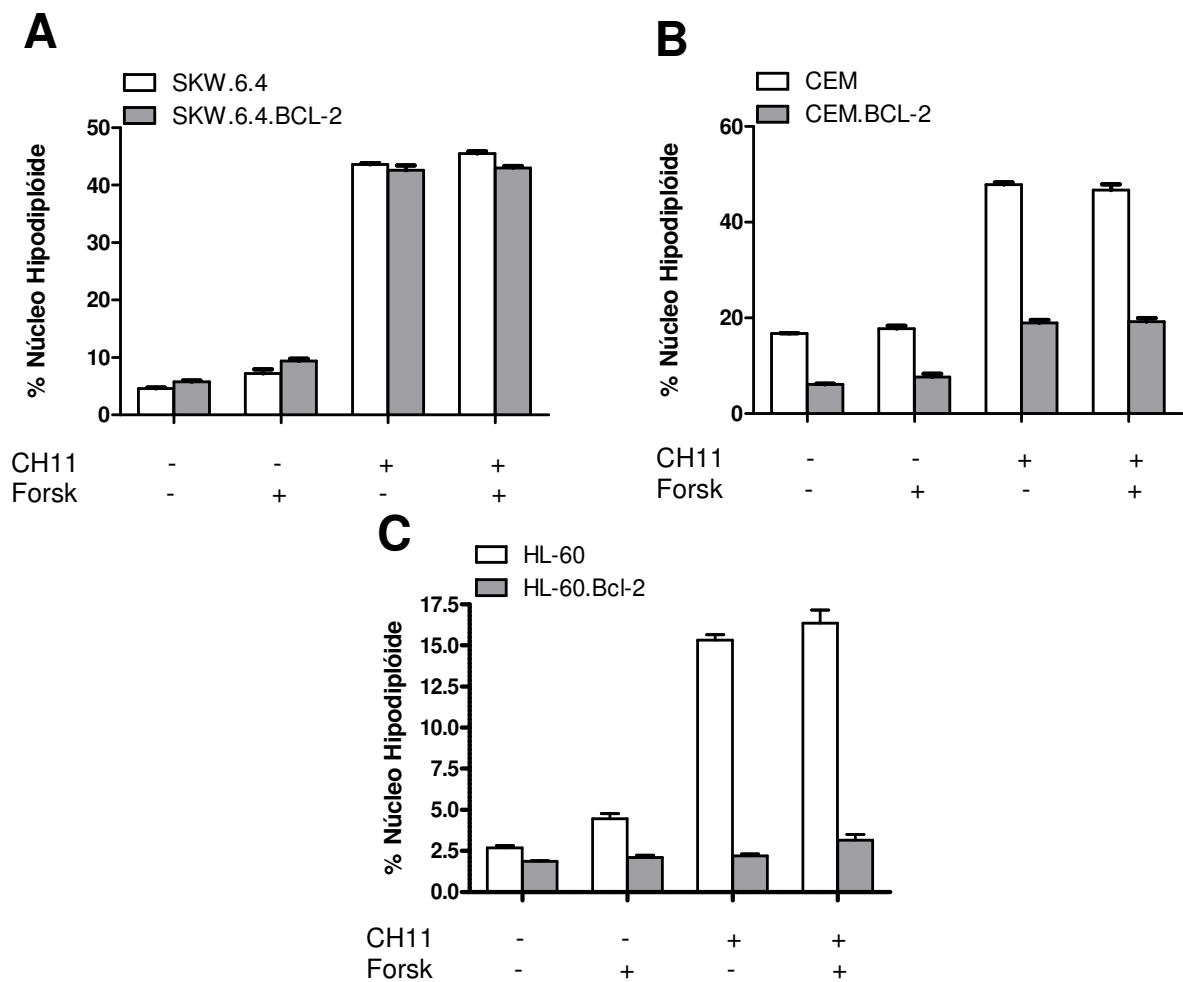 A
SKW.6.4
SKW.6.4.BCL-2
% Núcleo Hipodiplóide
50
40
30
20
10
0
CH11 - - + +
Forsk - + - +
B
CEM
CEM.BCL-2
% Núcleo Hipodiplóide
60
40
20
0
CH11 - - + +
Forsk - + - +
C
HL-60
HL-60.Bcl-2
% Núcleo Hipodiplóide
17.5
15.0
12.5
10.0
7.5
5.0
2.5
0.0
CH11 - - + +
Forsk - + - +